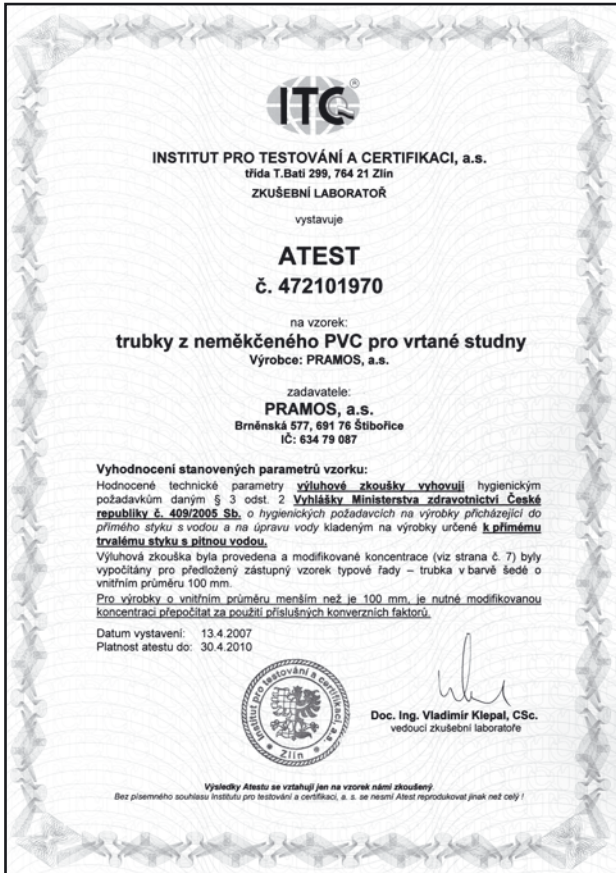 ITC®
INSTITUT PRO TESTOVÁNÍ A CERTIFIKACI, a.s.
třída T.Bati 299, 764 21 Zlín
ZKUŠEBNÍ LABORATOŘ
vystavuje
ATEST
č. 472101970
na vzorek:
trubky z neměkčeného PVC pro vrtané studny
Výrobce: PRAMOS, a.s.
zadavatele:
PRAMOS, a.s.
Brněnská 577, 691 76 Štibořice
IČ: 634 79 087
Vyhodnocení stanovených parametrů vzorku:
Hodnocené technické parametry výluhové zkoušky vyhovují hygienickým
požadavkům daným § 3 odst. 2 Vyhlášky Ministerstva zdravotnictví České
republiky č. 409/2005 Sb. o hygienických požadavcích na výrobky přicházející do
přímého styku s vodou a na úpravu vody kladeným na výrobky určené k přímému
trvalému styku s pitnou vodou.
Výluhová zkouška byla provedena a modifikované koncentrace (viz strana č. 7) byly
vypočítány pro předložený zástupný vzorek typové řady – trubka v barvě šedé o
vnitřním průměru 100 mm.
Pro výrobky o vnitřním průměru menším než je 100 mm, je nutné modifikovanou
koncentraci přepočítat za použití příslušných konverzních faktorů.
Datum vystavení: 13.4.2007
Platnost atestu do: 30.4.2010
Institut pro testování a certifikaci, a.s.
Zlín
Doc. Ing. Vladimír Klepal, CSc.
vedoucí zkušební laboratoře
Výsledky Atestu se vztahují jen na vzorek námi zkoušený.
Bez písemného souhlasu Institutu pro testování a certifikaci, a. s. se nesmí Atest reprodukovat jinak než celý !